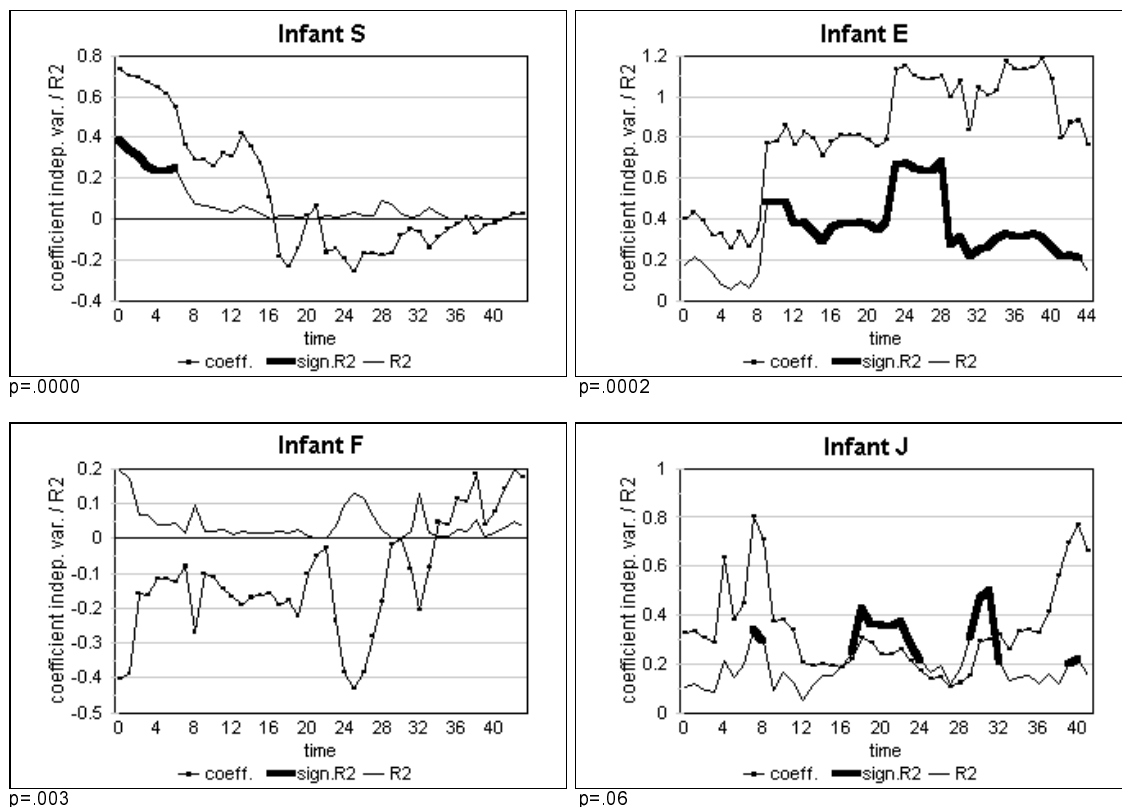 Infant S
coefficient indep. var. / R2
0.8
0.6
0.4
0.2
0
-0.2
-0.4
0 4 8 12 16 20 24 28 32 36 40
time
coeff. sign.R2 R2
p=.0000
Infant E
coefficient indep. var. / R2
1.2
1
0.8
0.6
0.4
0.2
0
0 4 8 12 16 20 24 28 32 36 40 44
time
coeff. sign.R2 R2
p=.0002
Infant F
coefficient indep. var. / R2
0.2
0.1
0
-0.1
-0.2
-0.3
-0.4
-0.5
0 4 8 12 16 20 24 28 32 36 40
time
coeff. sign.R2 R2
p=.003
Infant J
coefficient indep. var. / R2
1
0.8
0.6
0.4
0.2
0
0 4 8 12 16 20 24 28 32 36 40
time
coeff. sign.R2 R2
p=.06